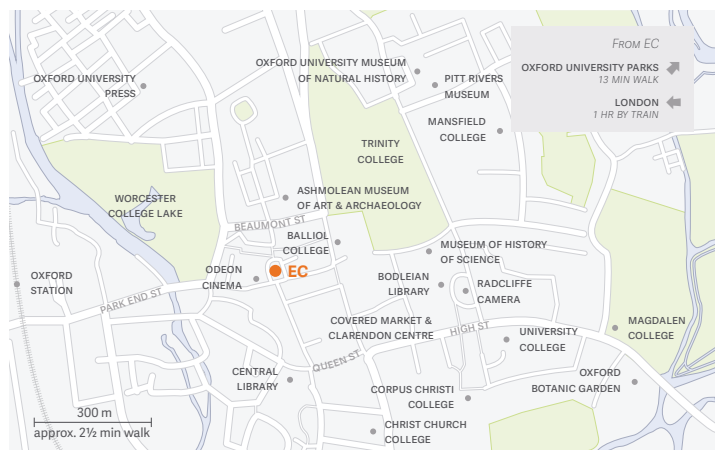 FROM EC
OXFORD UNIVERSITY PARKS
13 MIN WALK
LONDON
1 HR BY TRAIN
OXFORD UNIVERSITY
PRESS
OXFORD UNIVERSITY MUSEUM
OF NATURAL HISTORY
PITT RIVERS
MUSEUM
MANSFIELD
COLLEGE
TRINITY
COLLEGE
WORCESTER
COLLEGE LAKE
ASHMOLEAN MUSEUM
OF ART & ARCHAEOLOGY
BEAUMONT ST
BALLIOL
COLLEGE
MUSEUM OF HISTORY
OF SCIENCE
OXFORD
STATION
ODEON
CINEMA
EC
BODLEIAN
LIBRARY
RADCLIFFE
CAMERA
PARK END ST
COVERED MARKET &
CLARENDON CENTRE
HIGH ST
UNIVERSITY
COLLEGE
MAGDALEN
COLLEGE
QUEEN ST
CENTRAL
LIBRARY
CORPUS CHRISTI
COLLEGE
OXFORD
BOTANIC GARDEN
CHRIST CHURCH
COLLEGE
300 m
approx. 2½ min walk